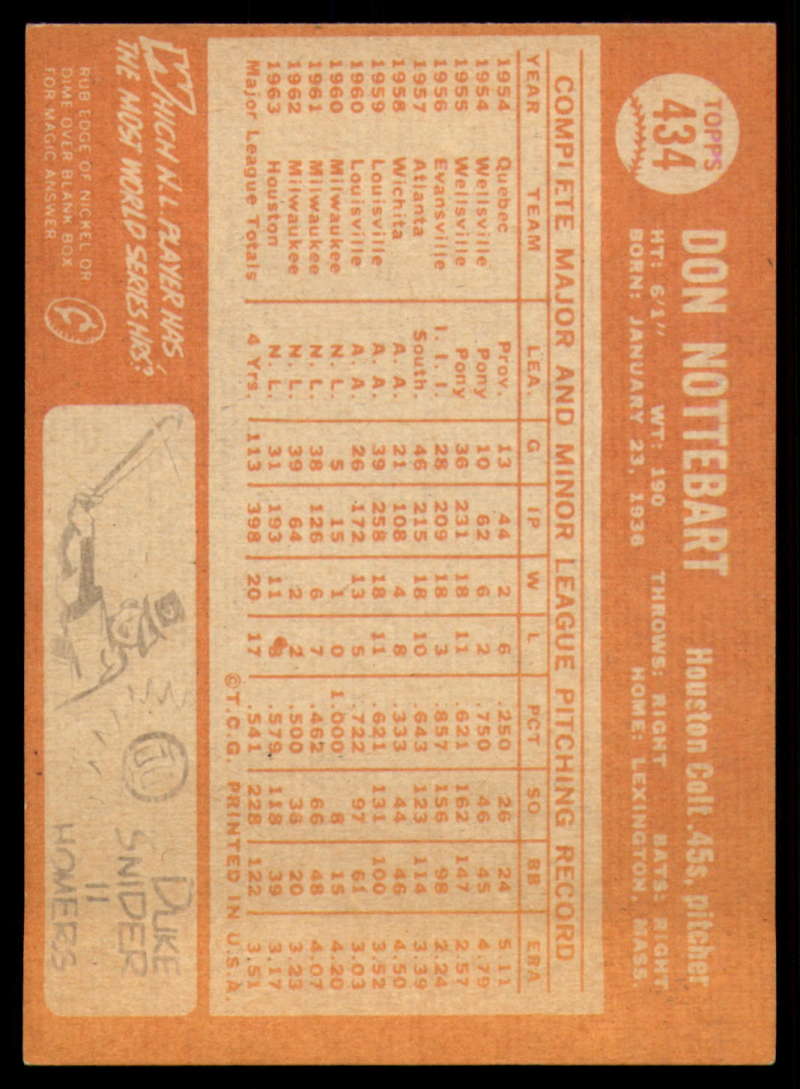 TOPPS
434
DON NOTTEBART Houston Colt .45s, pitcher
HT: 6/1" WT: 190 THROWS: RIGHT BATS: RIGHT
BORN: JANUARY 23, 1936 HOME: LEXINGTON, MASS.
COMPLETE MAJOR AND MINOR LEAGUE PITCHING RECORD
YEAR TEAM LEA. G IP W L PCT SO BB ERA
1954 Quebec Prov. 13 44 2 6 .250 26 24 5.11
1954 Wellsville Pony 10 62 6 2 .750 46 45 4.79
1955 Wellsville Pony 36 231 18 11 .621 162 147 2.57
1956 Evansville I. I. I. 28 209 18 3 .857 156 98 2.24
1957 Atlanta South. 46 215 18 10 .643 123 114 3.39
1958 Wichita A. A. 21 108 4 8 .333 44 46 4.50
1959 Louisville A. A. 39 258 18 11 .621 131 100 3.52
1960 Louisville A. A. 26 172 13 5 .722 97 61 3.03
1960 Milwaukee N. L. 5 15 1 0 1.000 8 15 4.20
1961 Milwaukee N. L. 38 126 6 7 .462 66 48 4.07
1962 Milwaukee N. L. 39 64 2 2 .500 36 20 3.23
1963 Houston N. L. 31 193 11 8 .579 118 39 3.17
Major League Totals 4 Yrs. 113 398 20 17 .541 228 122 3.51
©T.C.G. PRINTED IN U.S.A.
WHICH N.L. PLAYER HAS
THE MOST WORLD SERIES HRS?
RUB EDGE OF NICKEL OR
DIME OVER BLANK BOX
FOR MAGIC ANSWER
DUKE
SNIDER
11
HOMERS